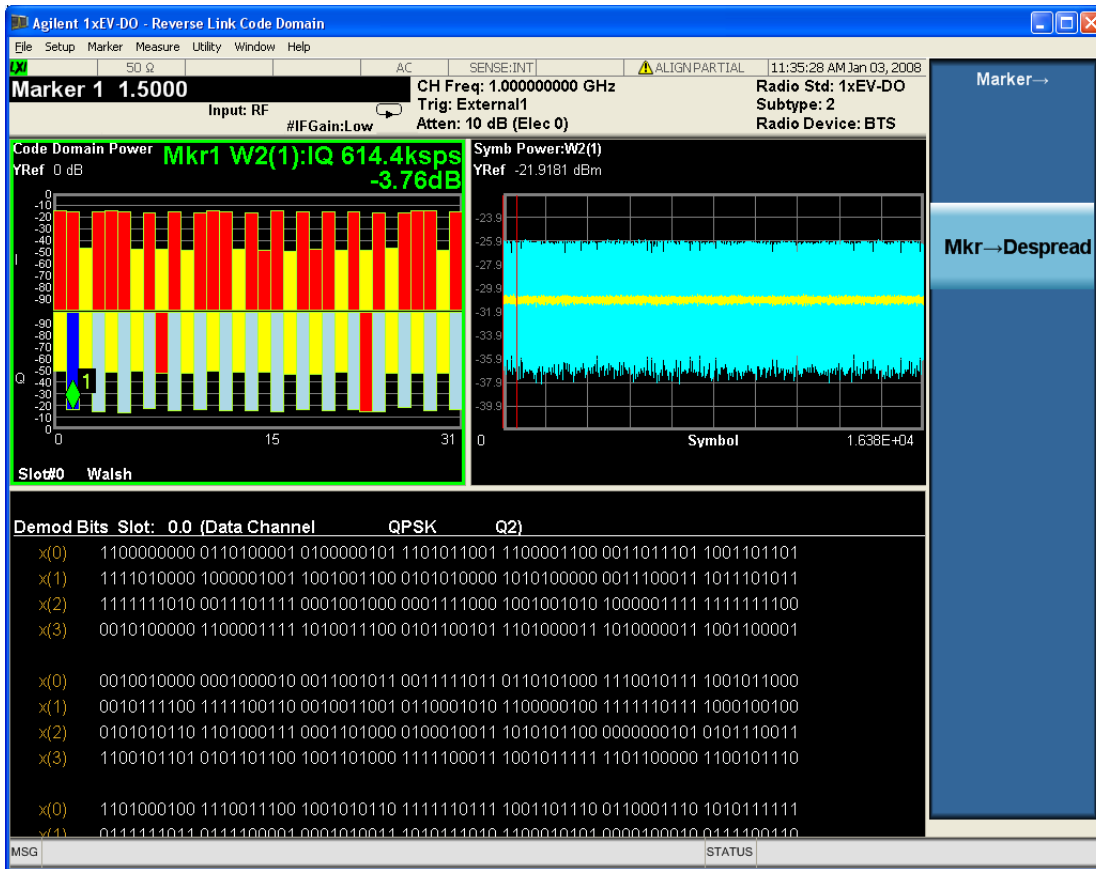 Agilent 1xEV-DO - Reverse Link Code Domain
File Setup Marker Measure Utility Window Help
LXI 50 Ω AC SENSE:INT ALIGN PARTIAL 11:35:28 AM Jan 03, 2008
Marker 1 1.5000
Input: RF
#IFGain:Low
CH Freq: 1.000000000 GHz
Trig: External1
Atten: 10 dB (Elec 0)
Radio Std: 1xEV-DO
Subtype: 2
Radio Device: BTS
Marker→
Mkr→Despread
Code Domain Power
Mkr1 W2(1):IQ 614.4ksps
YRef 0 dB
-3.76dB
0
-10
-20
-30
-40
-50
-60
-70
-80
-90
I
-90
-80
-70
-60
-50
-40
-30
-20
-10
0
Q
1
0 15 31
Slot#0 Walsh
Symb Power:W2(1)
YRef -21.9181 dBm
-23.9
-25.9
-27.9
-29.9
-31.9
-33.9
-35.9
-37.9
-39.9
0 Symbol 1.638E+04
Demod Bits Slot: 0.0 (Data Channel QPSK Q2)
x(0) 1100000000 0110100001 0100000101 1101011001 1100001100 0011011101 1001101101
x(1) 1111010000 1000001001 1001001100 0101010000 1010100000 0011100011 1011101011
x(2) 1111111010 0011101111 0001001000 0001111000 1001001010 1000001111 1111111100
x(3) 0010100000 1100001111 1010011100 0101100101 1101000011 1010000011 1001100001
x(0) 0010010000 0001000010 0011001011 0011111011 0110101000 1110010111 1001011000
x(1) 0010111100 1111100110 0010011001 0110001010 1100000100 1111110111 1000100100
x(2) 0101010110 1101000111 0001101000 0100010011 1010101100 0000000101 0101110011
x(3) 1100101101 0101101100 1001101000 1111100011 1001011111 1101100000 1100101110
x(0) 1101000100 1110011100 1001010110 1111110111 1001101110 0110001110 1010111111
x(1) 0111111011 0111100001 0001010011 1010111010 1100010101 0000100010 0111100110
MSG STATUS